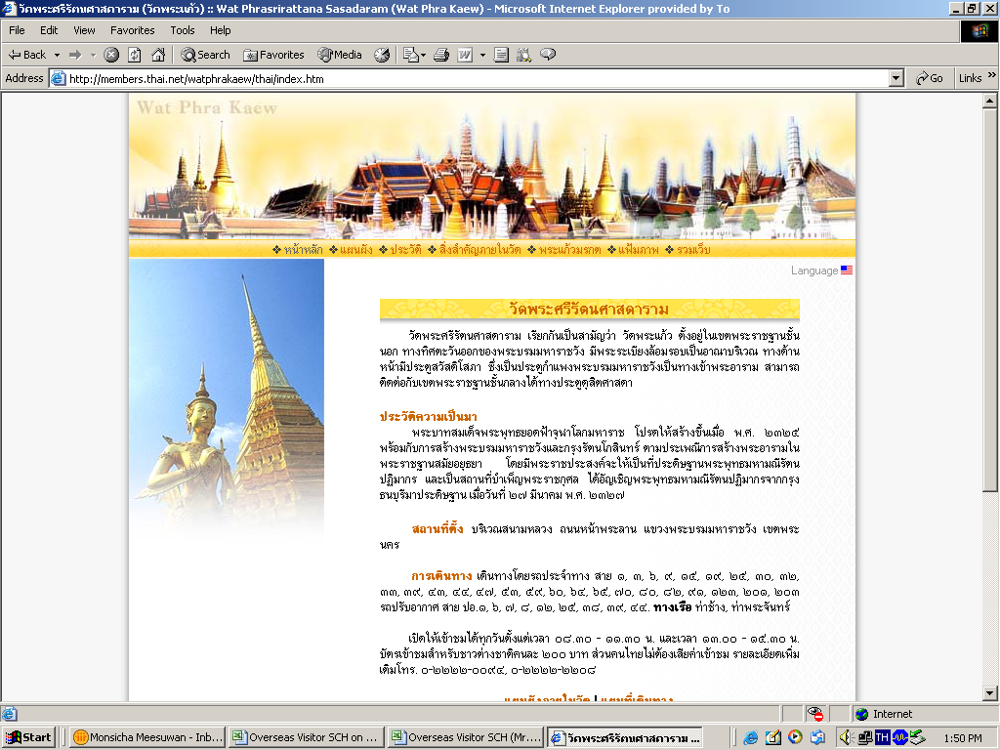 วัดพระศรีรัตนศาสดาราม (วัดพระแก้ว) :: Wat Phrasrirattana Sasadaram (Wat Phra Kaew) - Microsoft Internet Explorer provided by To
File Edit View Favorites Tools Help
Back Search Favorites Media
Address http://members.thai.net/watphrakaew/thai/index.htm Go Links »
Wat Phra Kaew
❖ หน้าหลัก ❖ แผนผัง ❖ ประวัติ ❖ สิ่งสำคัญภายในวัด ❖ พระแก้วมรกต ❖ แฟ้มภาพ ❖ รวมเว็บ
Language
วัดพระศรีรัตนศาสดาราม
วัดพระศรีรัตนศาสดาราม เรียกกันเป็นสามัญว่า วัดพระแก้ว ตั้งอยู่ในเขตพระราชฐานชั้น
นอก ทางทิศตะวันออกของพระบรมมหาราชวัง มีพระระเบียงล้อมรอบเป็นอาณาบริเวณ ทางด้าน
หน้ามีประตูสวัสดิโสภา ซึ่งเป็นประตูกำแพงพระบรมมหาราชวังเป็นทางเข้าพระอาราม สามารถ
ติดต่อกับเขตพระราชฐานชั้นกลางได้ทางประตูดุสิตศาสดา
ประวัติความเป็นมา
พระบาทสมเด็จพระพุทธยอดฟ้าจุฬาโลกมหาราช โปรดให้สร้างขึ้นเมื่อ พ.ศ. ๒๓๒๕
พร้อมกับการสร้างพระบรมมหาราชวังและกรุงรัตนโกสินทร์ ตามประเพณีการสร้างพระอารามใน
พระราชฐานสมัยอยุธยา โดยมีพระราชประสงค์จะให้เป็นที่ประดิษฐานพระพุทธมหามณีรัตน
ปฏิมากร และเป็นสถานที่บำเพ็ญพระราชกุศล ได้อัญเชิญพระพุทธมหามณีรัตนปฏิมากรจากกรุง
ธนบุรีมาประดิษฐาน เมื่อวันที่ ๒๗ มีนาคม พ.ศ. ๒๓๒๗
สถานที่ตั้ง บริเวณสนามหลวง ถนนหน้าพระลาน แขวงพระบรมมหาราชวัง เขตพระ
นคร
การเดินทาง เดินทางโดยรถประจำทาง สาย ๑, ๓, ๖, ๙, ๑๕, ๑๙, ๒๕, ๓๐, ๓๒,
๓๓, ๓๙, ๔๓, ๔๔, ๔๗, ๕๓, ๕๙, ๖๐, ๖๔, ๖๕, ๗๐, ๘๐, ๘๒, ๙๑, ๑๒๓, ๒๐๑, ๒๐๓
รถปรับอากาศ สาย ปอ.๑, ๖, ๗, ๘, ๑๒, ๒๕, ๓๘, ๓๙, ๔๔. ทางเรือ ท่าช้าง, ท่าพระจันทร์
เปิดให้เข้าชมได้ทุกวันตั้งแต่เวลา ๐๘.๓๐ - ๑๑.๓๐ น. และเวลา ๑๓.๐๐ - ๑๕.๓๐ น.
บัตรเข้าชมสำหรับชาวต่างชาติคนละ ๒๐๐ บาท ส่วนคนไทยไม่ต้องเสียค่าเข้าชม รายละเอียดเพิ่ม
เติมโทร. ๐-๒๒๒๒-๐๐๙๔, ๐-๒๒๒๒-๒๒๐๘
แผนผังภายในวัด | แผนที่เดินทาง
Internet
Start Monsicha Meesuwan - Inb... Overseas Visitor SCH on ... Overseas Visitor SCH (Mr.... วัดพระศรีรัตนศาสดาราม ... TH 1:50 PM